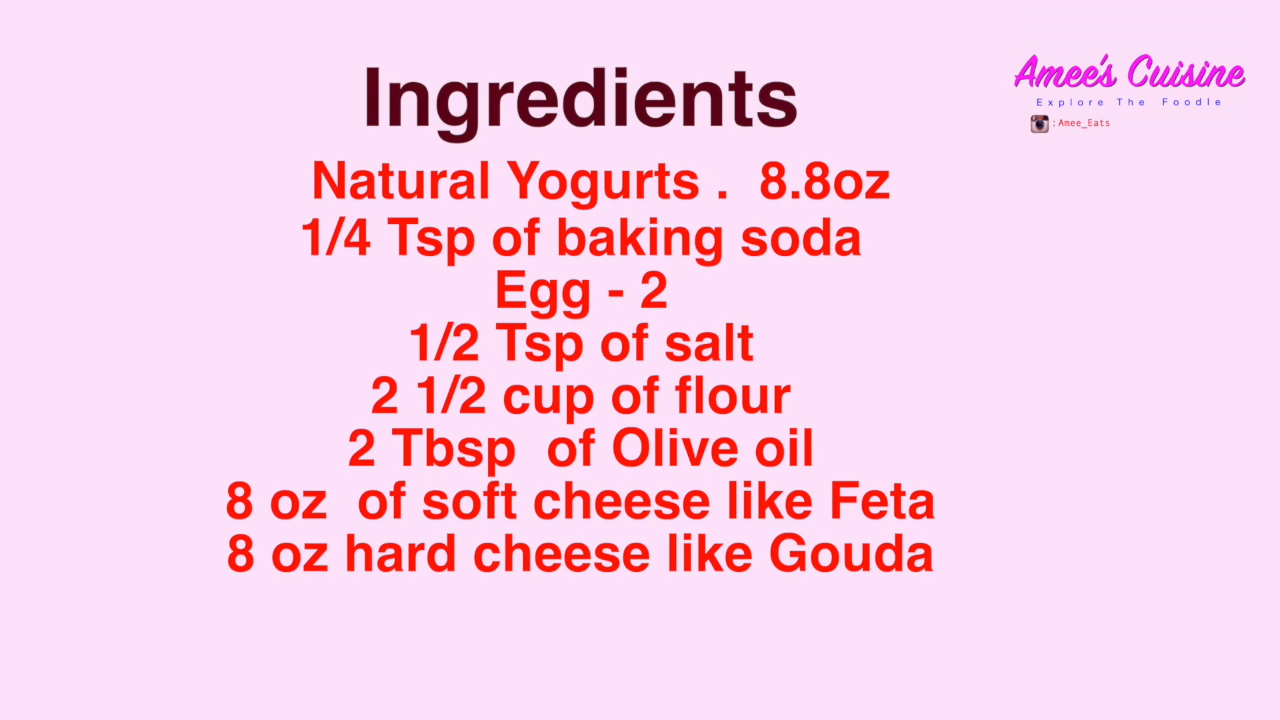 Amee's Cuisine
Explore The Foodle
:Amee_Eats
Ingredients
Natural Yogurts . 8.8oz
1/4 Tsp of baking soda
Egg - 2
1/2 Tsp of salt
2 1/2 cup of flour
2 Tbsp of Olive oil
8 oz of soft cheese like Feta
8 oz hard cheese like Gouda